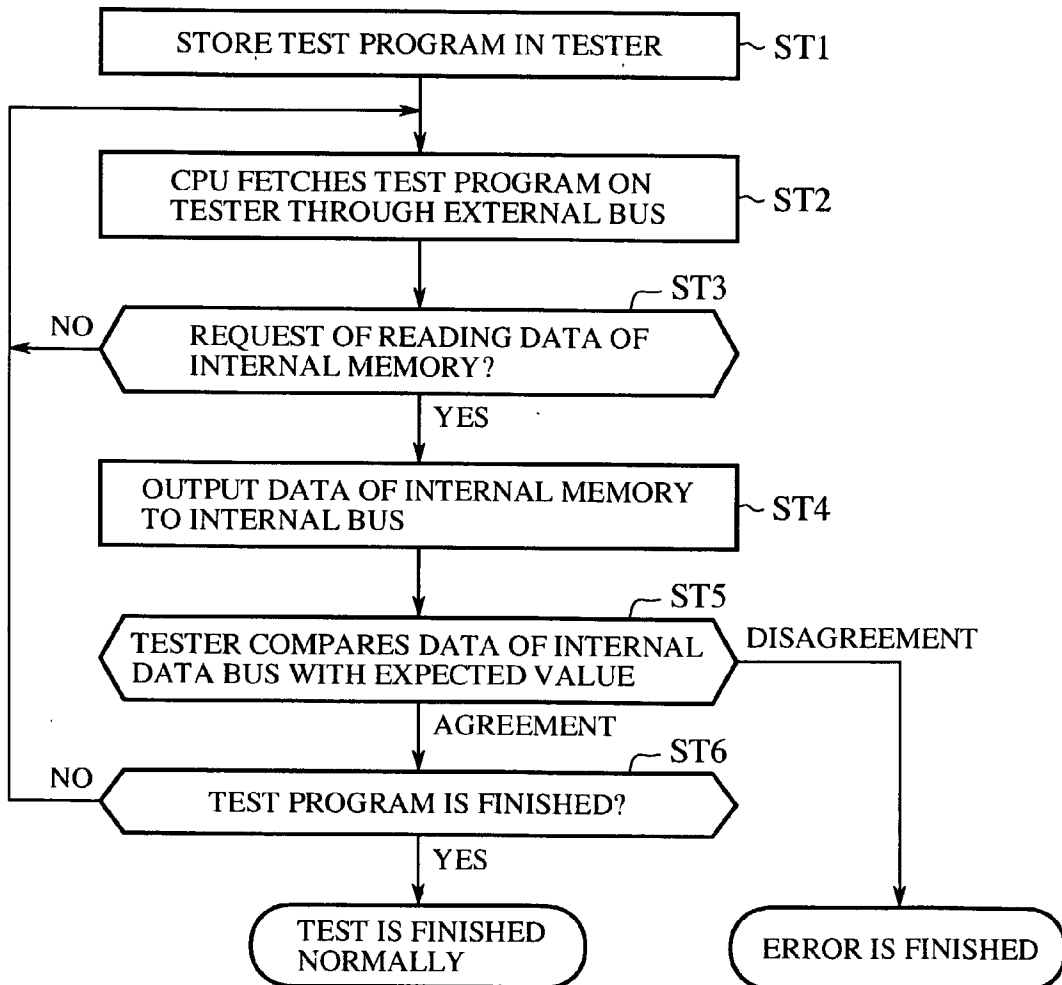 STORE TEST PROGRAM IN TESTER
ST1
CPU FETCHES TEST PROGRAM ON
TESTER THROUGH EXTERNAL BUS
ST2
ST3
NO
REQUEST OF READING DATA OF
INTERNAL MEMORY?
YES
OUTPUT DATA OF INTERNAL MEMORY
TO INTERNAL BUS
ST4
ST5
TESTER COMPARES DATA OF INTERNAL
DATA BUS WITH EXPECTED VALUE
DISAGREEMENT
AGREEMENT
ST6
NO
TEST PROGRAM IS FINISHED?
YES
TEST IS FINISHED
NORMALLY
ERROR IS FINISHED